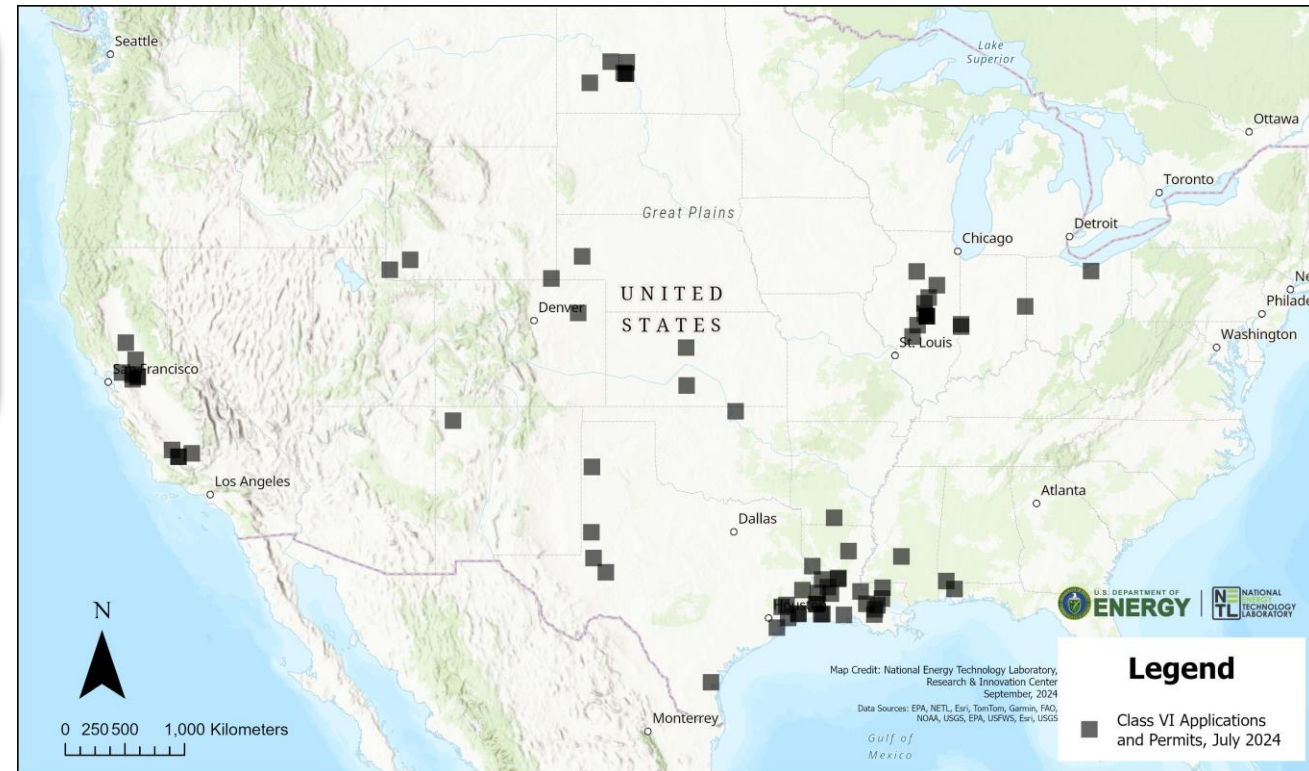 Seattle
Lake
Superior
Ottawa
Toronto
Great Plains
Detroit
Chicago
UNITED
STATES
Denver
Ne
Philade
Washington
St. Louis
San Francisco
Los Angeles
Atlanta
Dallas
Houston
U.S. DEPARTMENT OF
ENERGY
NE
TL
NATIONAL
ENERGY
TECHNOLOGY
LABORATORY
N
0 250 500 1,000 Kilometers
Monterrey
Map Credit: National Energy Technology Laboratory,
Research & Innovation Center
September, 2024
Data Sources: EPA, NETL, Esri, TomTom, Garmin, FAO,
NOAA, USGS, EPA, USFWS, Esri, USGS
Gulf of
Mexico
Legend
Class VI Applications
and Permits, July 2024